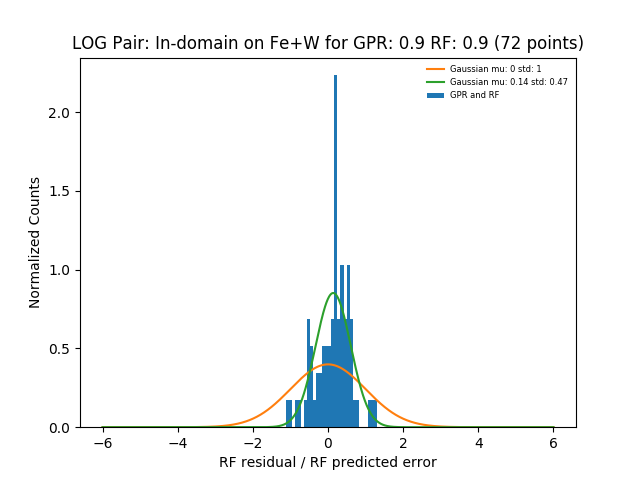 LOG Pair: In-domain on Fe+W for GPR: 0.9 RF: 0.9 (72 points)
Gaussian mu: 0 std: 1
Gaussian mu: 0.14 std: 0.47
GPR and RF
Normalized Counts
2.0
1.5
1.0
0.5
0.0
−6 −4 −2 0 2 4 6
RF residual / RF predicted error